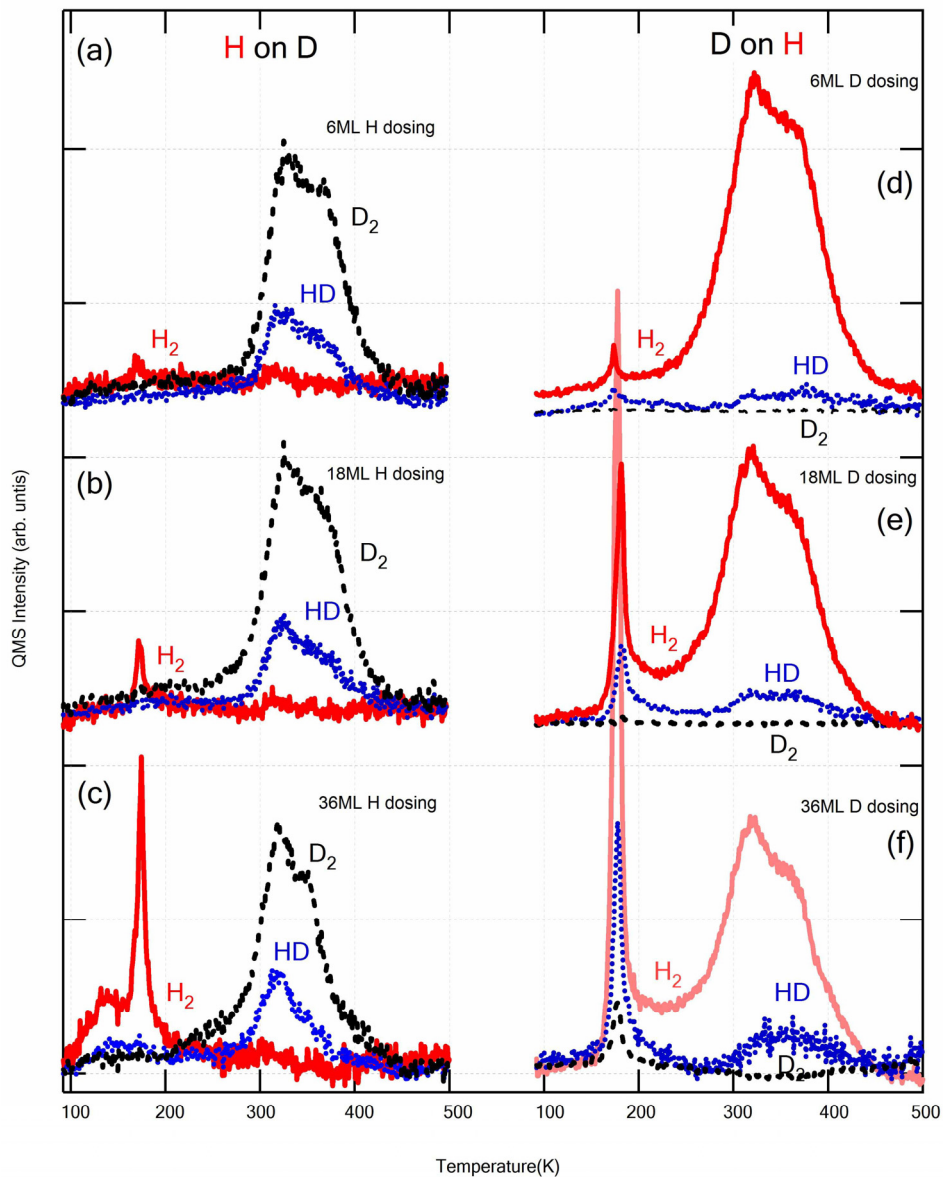 (a)
H on D
6ML H dosing
D2
HD
H2
D on H
6ML D dosing
(d)
H2
HD
D2
(b)
18ML H dosing
D2
HD
H2
18ML D dosing
(e)
H2
HD
D2
(c)
36ML H dosing
D2
HD
H2
36ML D dosing
(f)
H2
HD
D2
QMS Intensity (arb. untis)
100 200 300 400 500
100 200 300 400 500
Temperature(K)